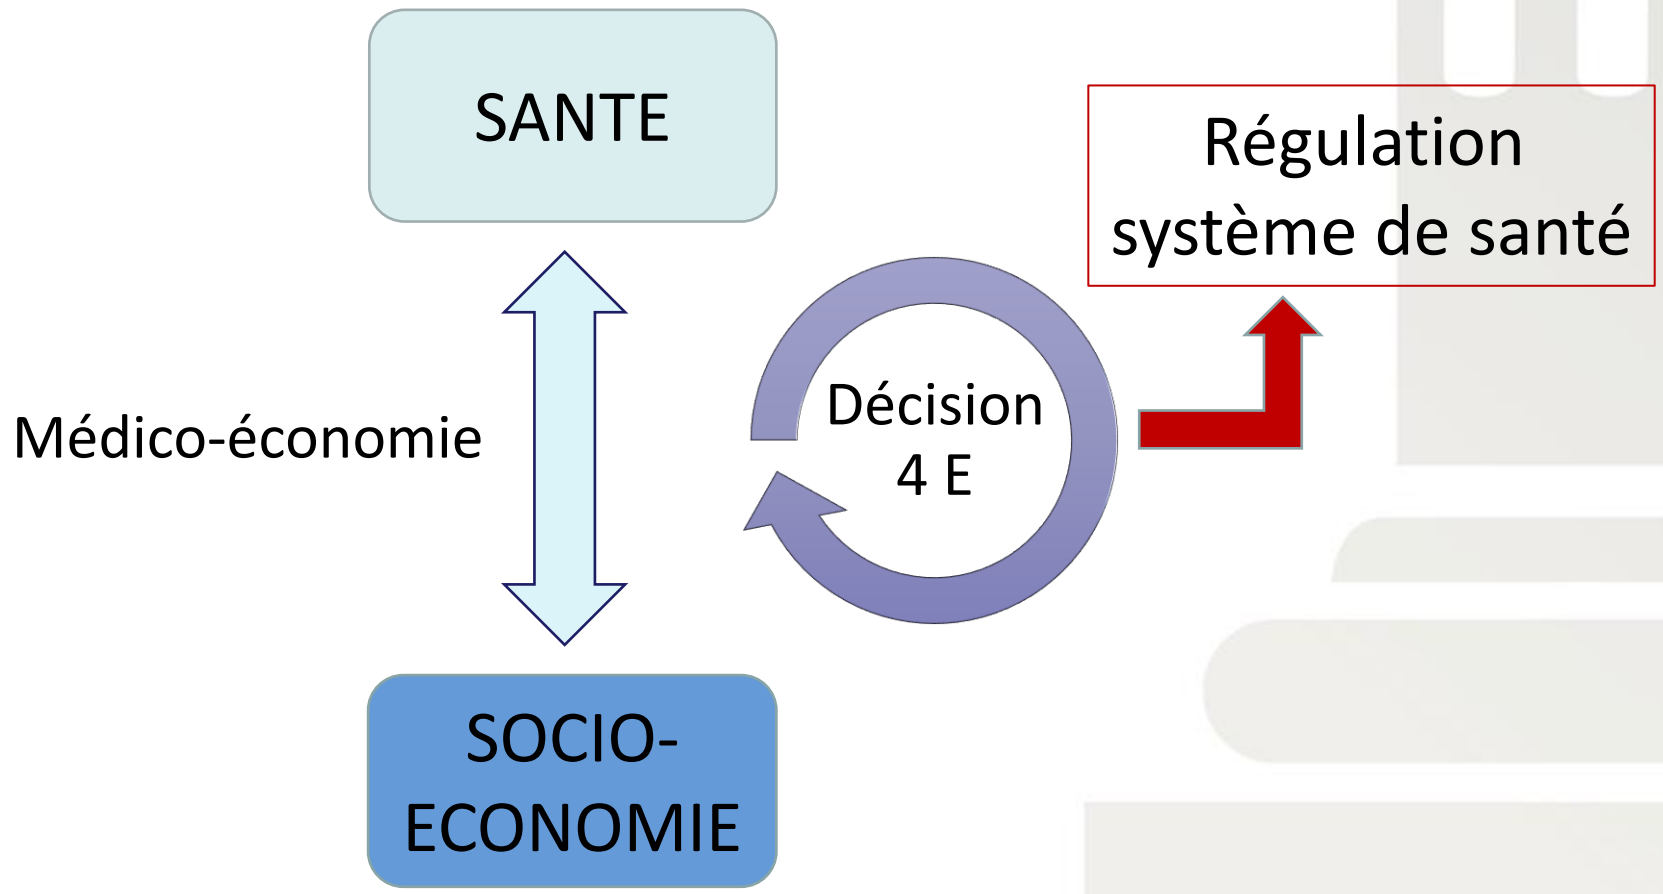 SANTE
Régulation
système de santé
Médico-économie
Décision
4 E
SOCIO-
ECONOMIE